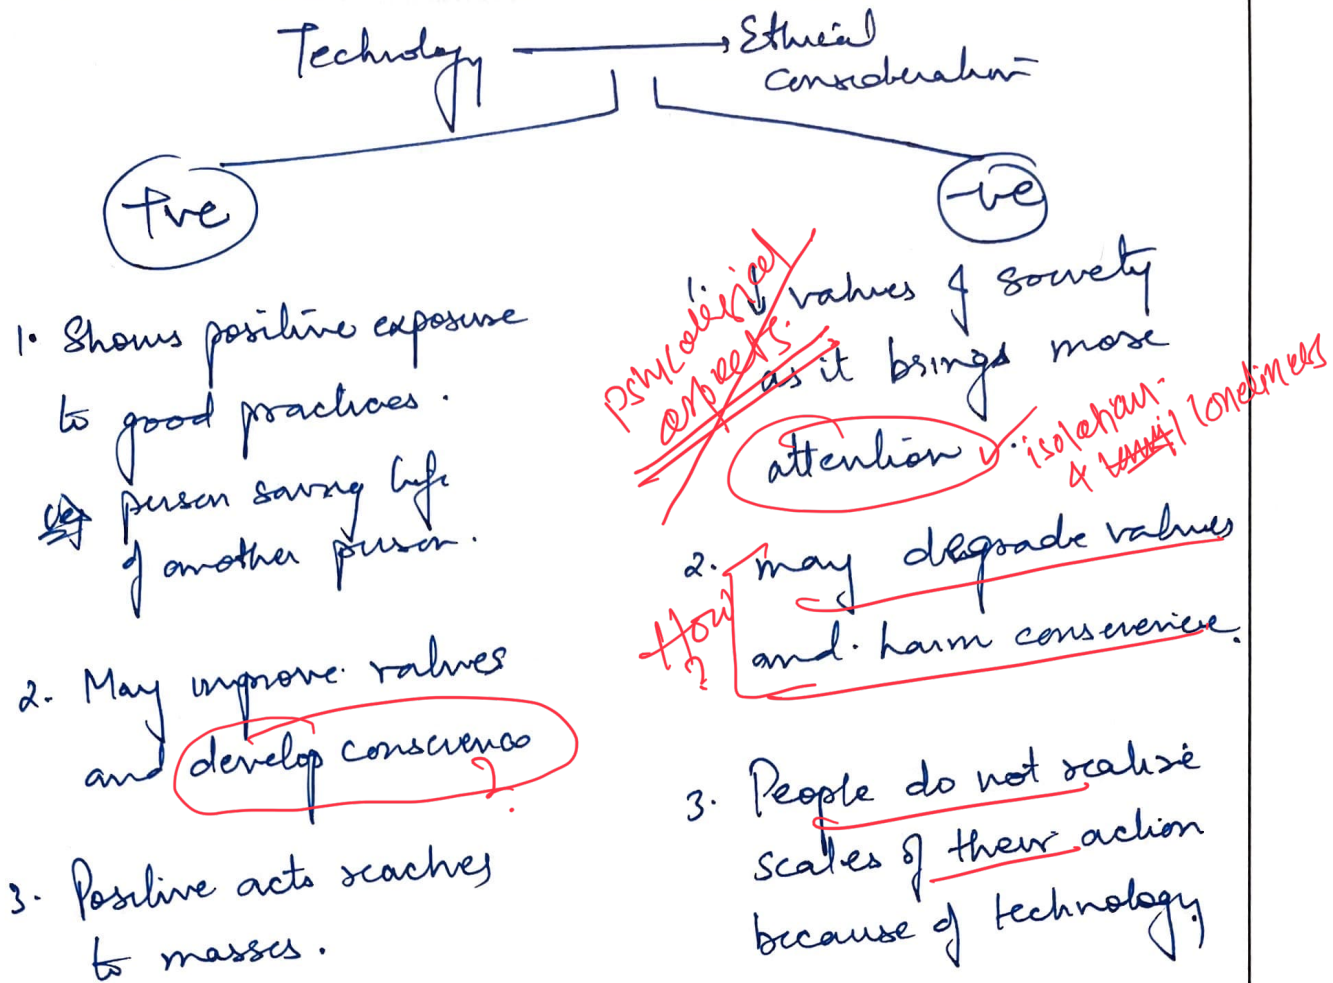 Technology → Ethical
consideration
+ve
-ve
1. Shows positive exposure
to good practices.
eg person saving life
of another person.
2. May improve values
and develop conscience
?
3. Positive acts reaches
to masses.
1. ↓ values of society
as it brings more
attention
psycological
aspects.
isolation
& loneliness
2. may degrade values
and harm conscience.
How
?
3. People do not realise
scales of their action
because of technology